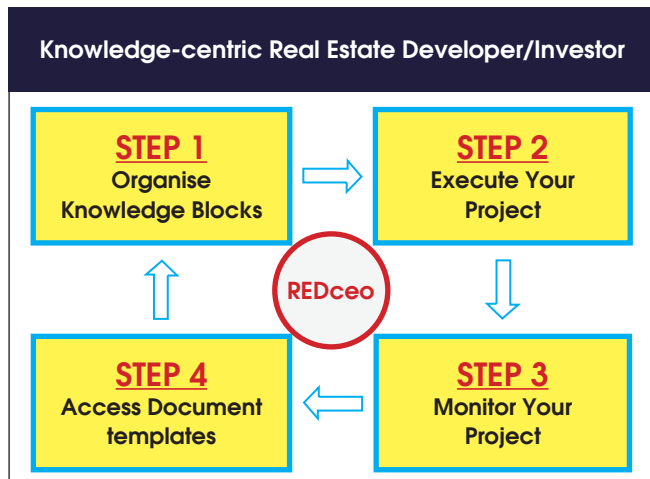 Knowledge-centric Real Estate Developer/Investor
STEP 1
Organise
Knowledge Blocks
STEP 2
Execute Your
Project
REDceo
STEP 4
Access Document
templates
STEP 3
Monitor Your
Project